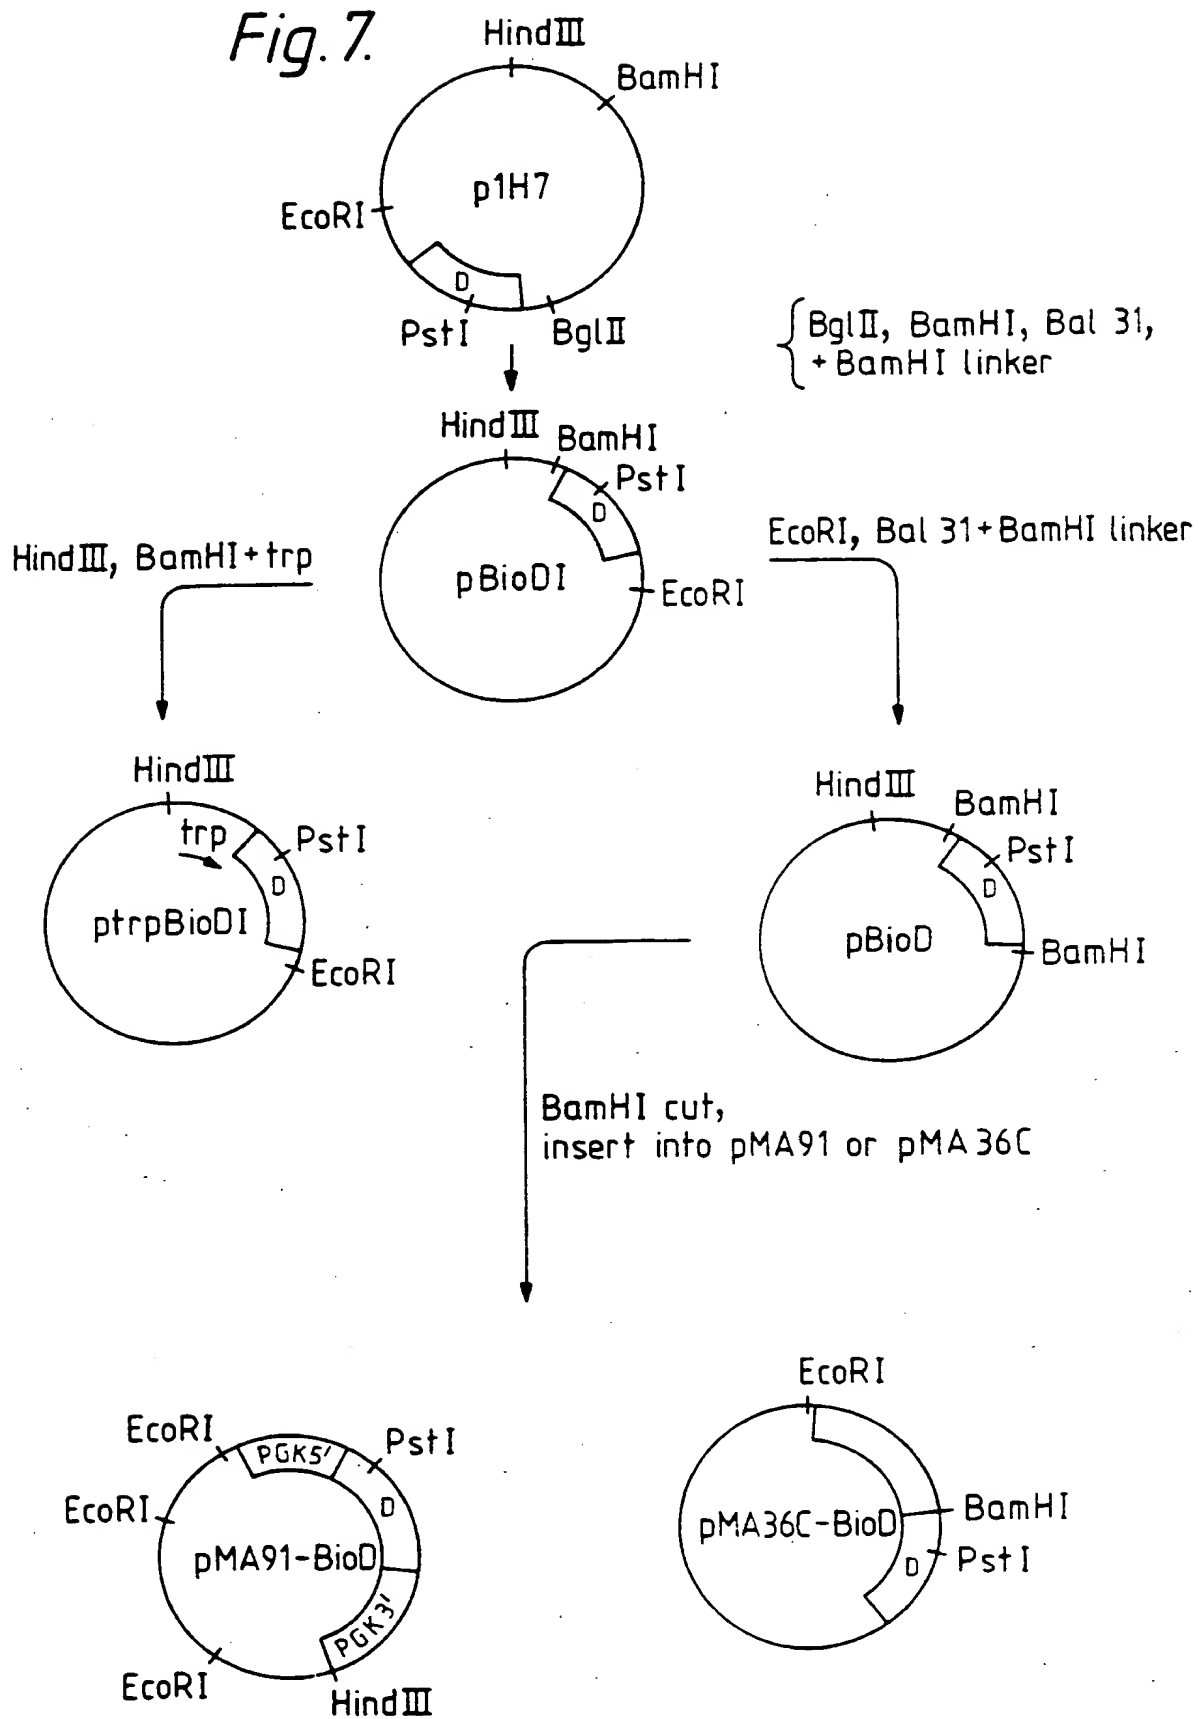 Fig. 7.
HindIII
BamHI
p1H7
EcoRI
D
PstI
BglII
BglII, BamHI, Bal 31,
+ BamHI linker
HindIII
BamHI
PstI
D
pBioDI
EcoRI
HindIII, BamHI + trp
EcoRI, Bal 31 + BamHI linker
HindIII
trp
PstI
D
ptrpBioDI
EcoRI
HindIII
BamHI
PstI
D
pBioD
BamHI
BamHI cut,
insert into pMA91 or pMA36C
EcoRI
PGK5'
PstI
EcoRI
D
pMA91-BioD
PGK3'
EcoRI
HindIII
EcoRI
pMA36C-BioD
BamHI
D
PstI